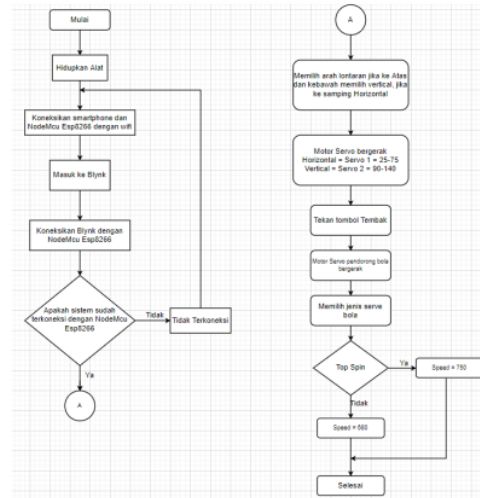 Mulai
Hidupkan Alat
Koneksikan smartphone dan
NodeMcu Esp8266 dengan wifi
Masuk ke Blynk
Koneksikan Blynk dengan
NodeMcu Esp8266
Apakah sistem sudah
terkoneksi dengan NodeMcu
Esp8266
Tidak
Tidak Terkoneksi
Ya
A
A
Memilih arah lontaran jika ke Atas
dan kebawah memilih vertical, jika
ke samping Horizontal
Motor Servo bergerak
Horizontal = Servo 1 = 25-75
Vertical = Servo 2 = 90-140
Tekan tombol Tembak
Motor Servo pendorong bola
bergerak
Memilih jenis serve
bola
Top Spin
Ya
Speed = 750
Tidak
Speed =
Selesai